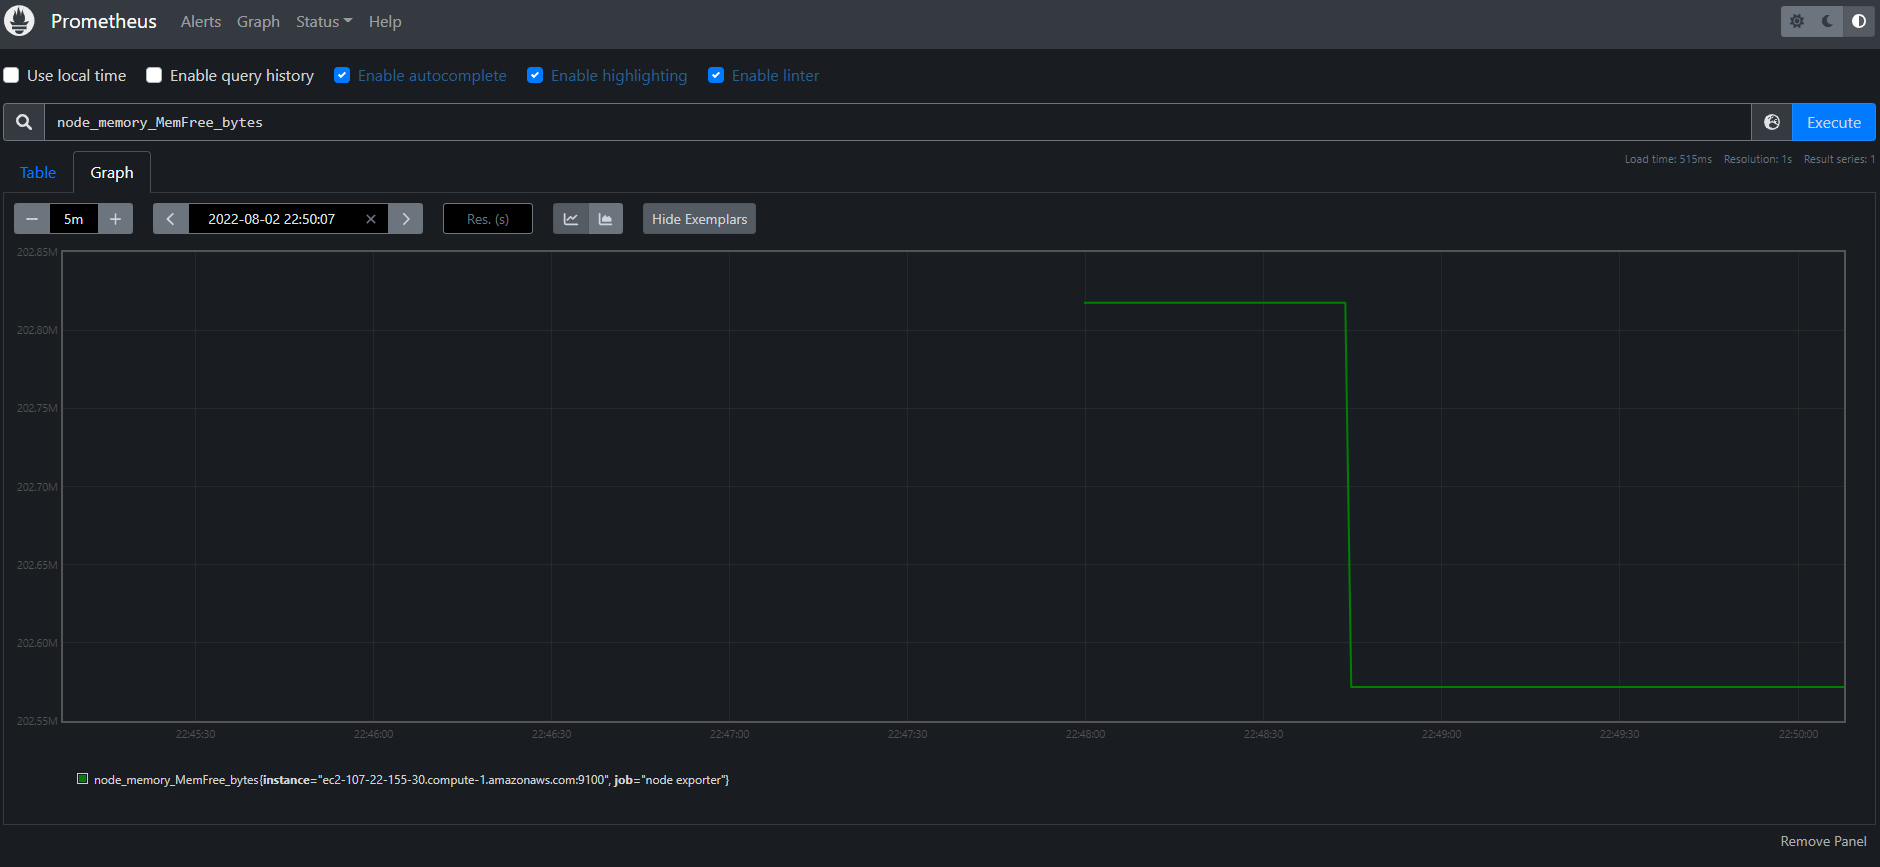 Prometheus Alerts Graph Status Help
Use local time Enable query history Enable autocomplete Enable highlighting Enable linter
node_memory_MemFree_bytes Execute
Load time: 515ms Resolution: 1s Result series: 1
Table Graph
5m 2022-08-02 22:50:07 Res. (s) Hide Exemplars
202.85M
202.80M
202.75M
202.70M
202.65M
202.60M
202.55M
22:45:30 22:46:00 22:46:30 22:47:00 22:47:30 22:48:00 22:48:30 22:49:00 22:49:30 22:50:00
node_memory_MemFree_bytes{instance="ec2-107-22-155-30.compute-1.amazonaws.com:9100", job="node exporter"}
Remove Panel